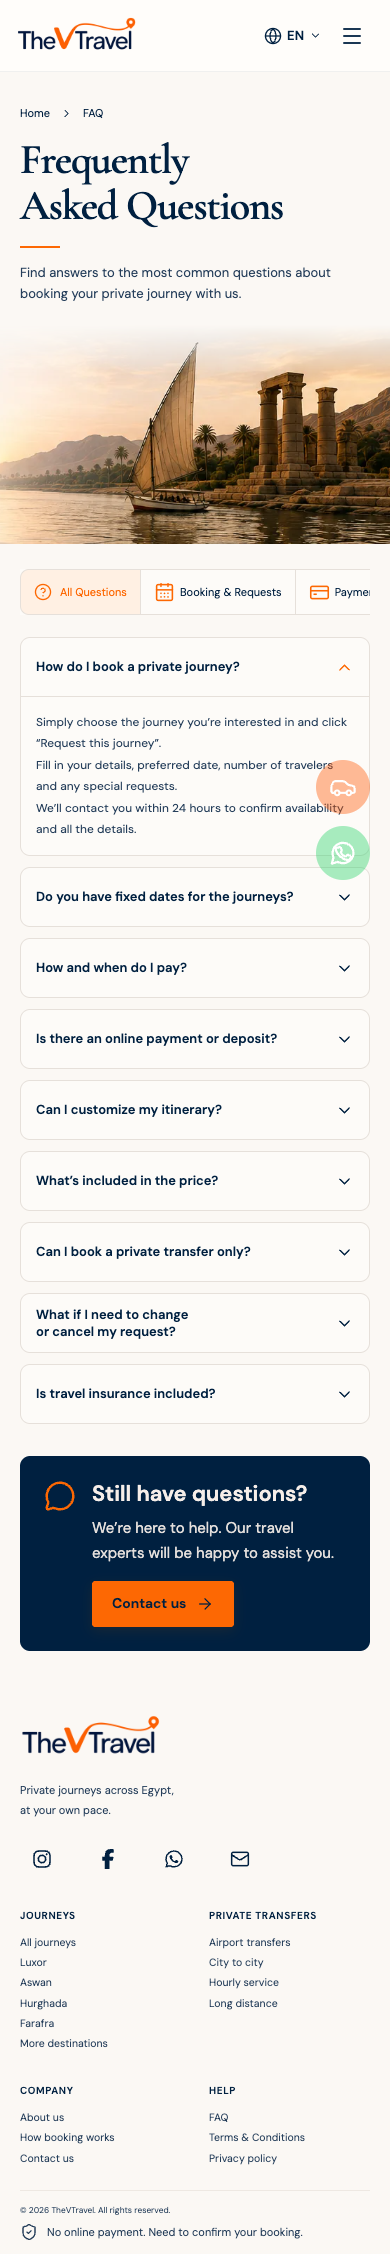 TheVTravel
EN
Home > FAQ
Frequently
Asked Questions
Find answers to the most common questions about
booking your private journey with us.
All Questions
Booking & Requests
How do I book a private journey?
Simply choose the journey you’re interested in and click
“Request this journey”.
Fill in your details, preferred date, number of travelers
and any special requests.
We’ll contact you within 24 hours to confirm availability
and all the details.
Do you have fixed dates for the journeys?
How and when do I pay?
Is there an online payment or deposit?
Can I customize my itinerary?
What’s included in the price?
Can I book a private transfer only?
What if I need to change
or cancel my request?
Is travel insurance included?
Still have questions?
We’re here to help. Our travel
experts will be happy to assist you.
Contact us
TheVTravel
Private journeys across Egypt,
at your own pace.
JOURNEYS
All journeys
Luxor
Aswan
Hurghada
Farafra
More destinations
PRIVATE TRANSFERS
Airport transfers
City to city
Hourly service
Long distance
COMPANY
About us
How booking works
Contact us
HELP
FAQ
Terms & Conditions
Privacy policy
© 2026 TheVTravel. All rights reserved.
No online payment. Need to confirm your booking.